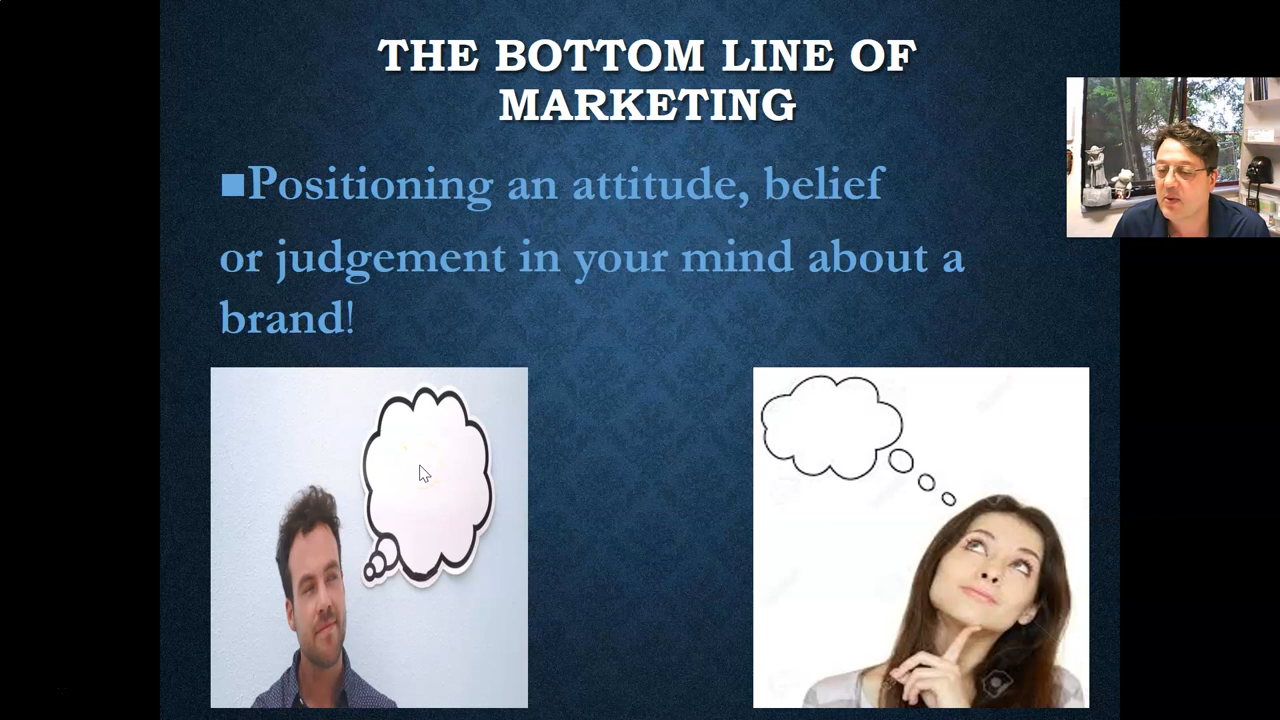 THE BOTTOM LINE OF
MARKETING
■Positioning an attitude, belief
or judgement in your mind about a
brand!